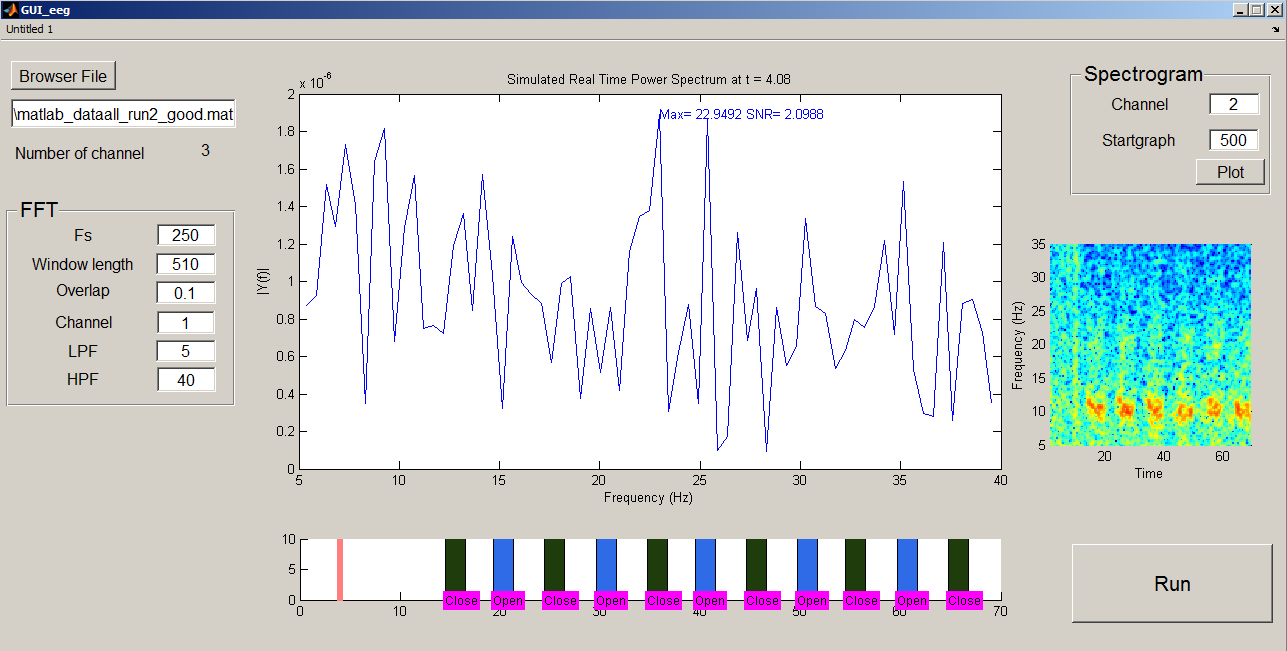 GUI_eeg
Untitled 1
Browser File
\matlab_dataall_run2_good.mat
Number of channel 3
FFT
Fs 250
Window length 510
Overlap 0.1
Channel 1
LPF 5
HPF 40
Simulated Real Time Power Spectrum at t = 4.08
x 10^-6
Max= 22.9492 SNR= 2.0988
2
1.8
1.6
1.4
1.2
1
0.8
0.6
0.4
0.2
0
|Y(f)|
5 10 15 20 25 30 35 40
Frequency (Hz)
10
5
0
Close Open Close Open Close Open Close Open Close Open Close
0 10 20 30 40 50 60 70
Spectrogram
Channel 2
Startgraph 500
Plot
35
30
25
20
15
10
5
Frequency (Hz)
20 40 60
Time
Run